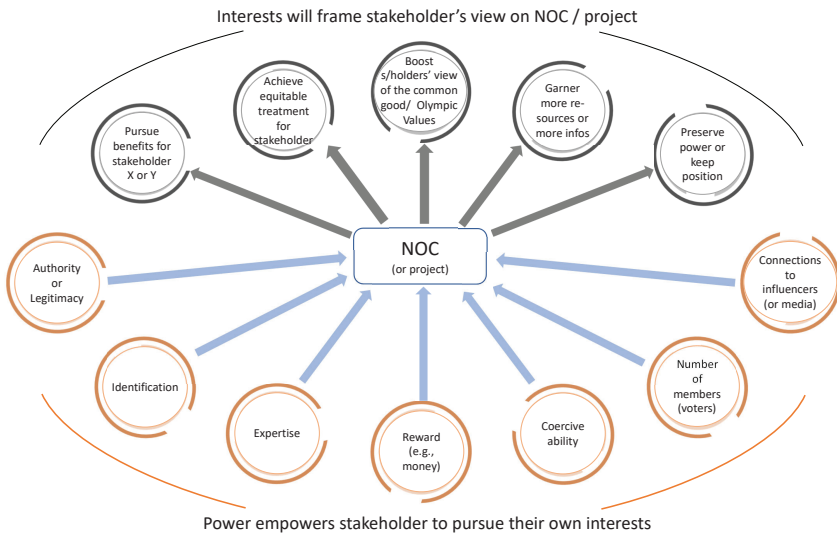 Interests will frame stakeholder's view on NOC / project
Boost
s/holders' view
of the common
good/ Olympic
Values
Achieve
equitable
treatment
for
stakeholder
Garner
more re-
sources or
more infos
Pursue
benefits for
stakeholder
X or Y
Preserve
power or
keep
position
NOC
(or project)
Authority
or
Legitimacy
Connections
to
influencers
(or media)
Identification
Number
of
members
(voters)
Expertise
Reward
(e.g.,
money)
Coercive
ability
Power empowers stakeholder to pursue their own interests